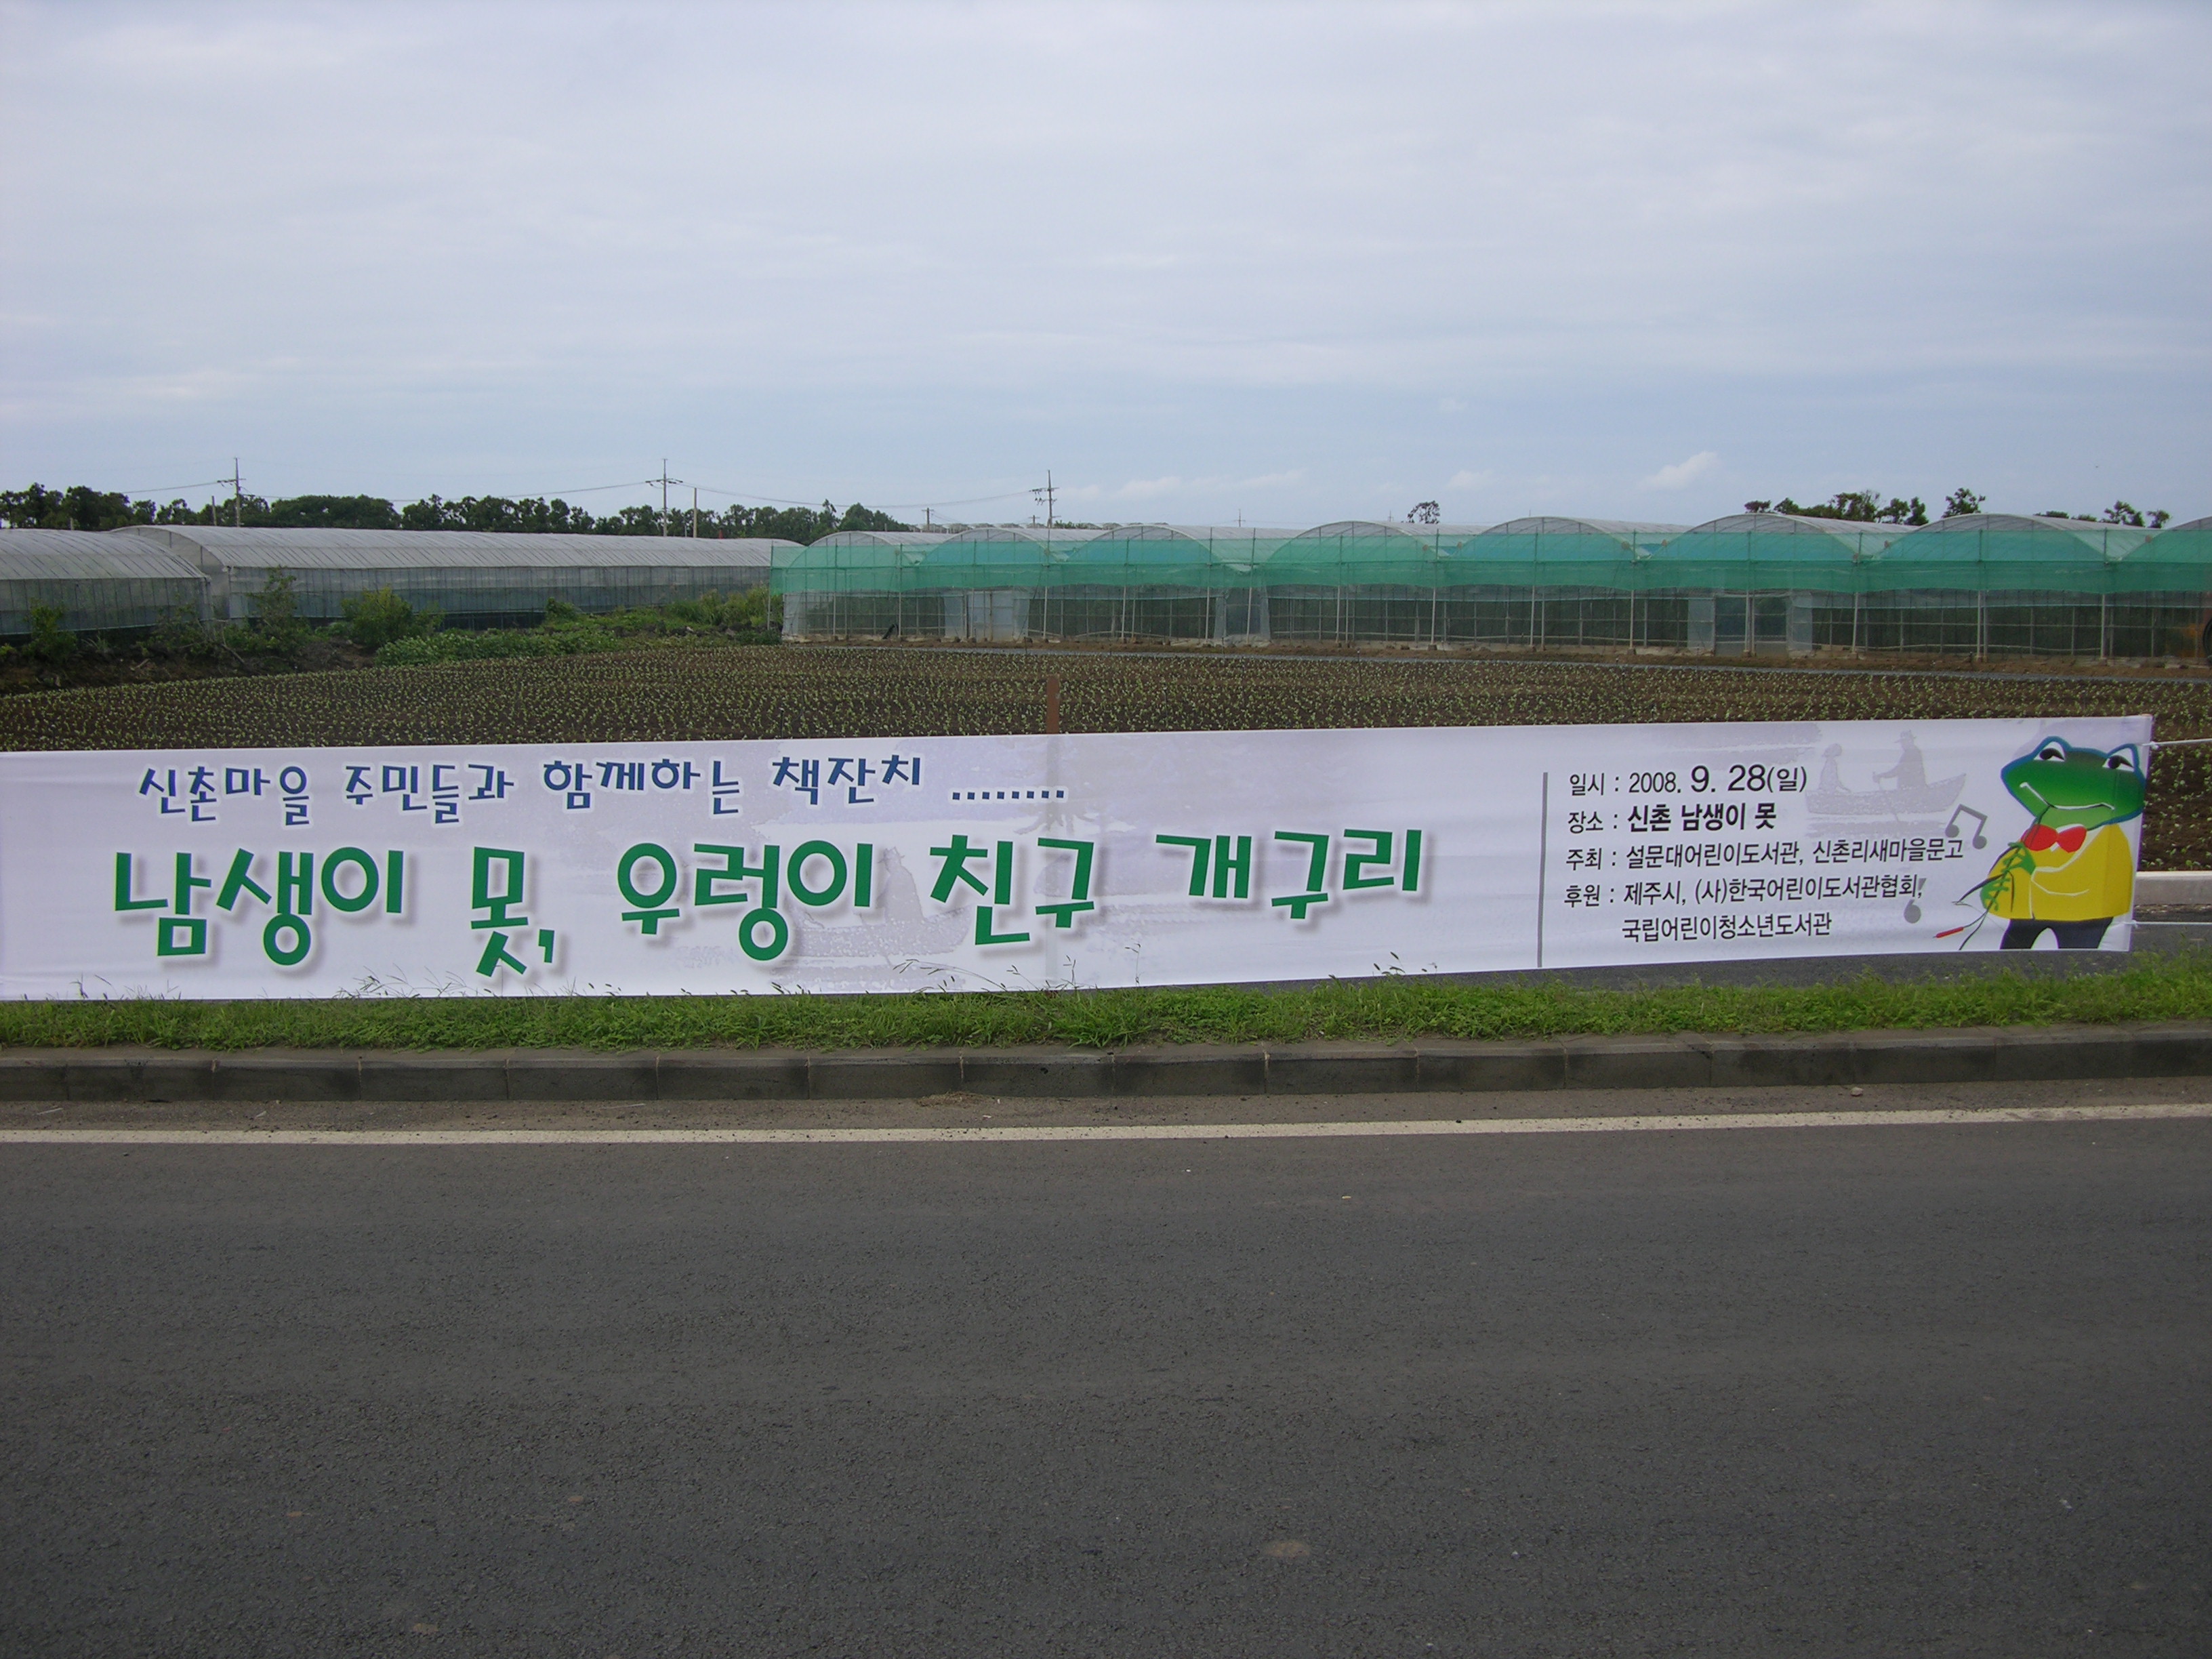 신촌마을 주민들과 함께하는 책잔치 ........
남생이 못, 우렁이 친구 개구리
일시 : 2008. 9. 28(일)
장소 : 신촌 남생이 못
주최 : 설문대어린이도서관, 신촌리새마을문고
후원 : 제주시, (사)한국어린이도서관협회,
국립어린이청소년도서관